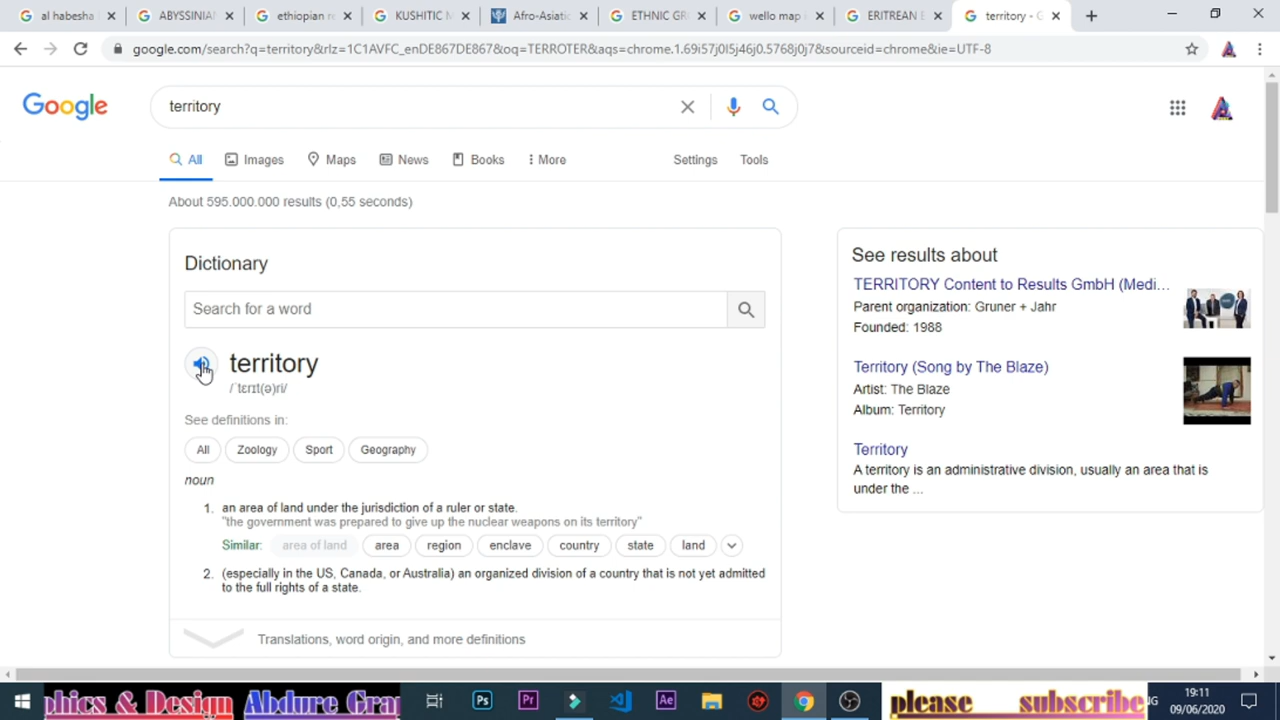 al habesha
ABYSSINIA
ethiopian r
KUSHITIC M
Afro-Asiatic
ETHNIC GR
wello map i
ERITREAN E
territory - G
google.com/search?q=territory&rlz=1C1AVFC_enDE867DE867&oq=TERROTER&aqs=chrome.1.69i57j0l5j46j0.5768j0j7&sourceid=chrome&ie=UTF-8
Google
territory
All
Images
Maps
News
Books
More
Settings
Tools
About 595.000.000 results (0,55 seconds)
Dictionary
Search for a word
territory
/ˈtɛrɪt(ə)ri/
See definitions in:
All
Zoology
Sport
Geography
noun
1. an area of land under the jurisdiction of a ruler or state.
"the government was prepared to give up the nuclear weapons on its territory"
Similar: area of land area region enclave country state land
2. (especially in the US, Canada, or Australia) an organized division of a country that is not yet admitted
to the full rights of a state.
Translations, word origin, and more definitions
See results about
TERRITORY Content to Results GmbH (Medi...
Parent organization: Gruner + Jahr
Founded: 1988
Territory (Song by The Blaze)
Artist: The Blaze
Album: Territory
Territory
A territory is an administrative division, usually an area that is
under the ...
phics & Design Abdure Grap
Ps
Pr
Ae
please subscribe
19:11
09/06/2020